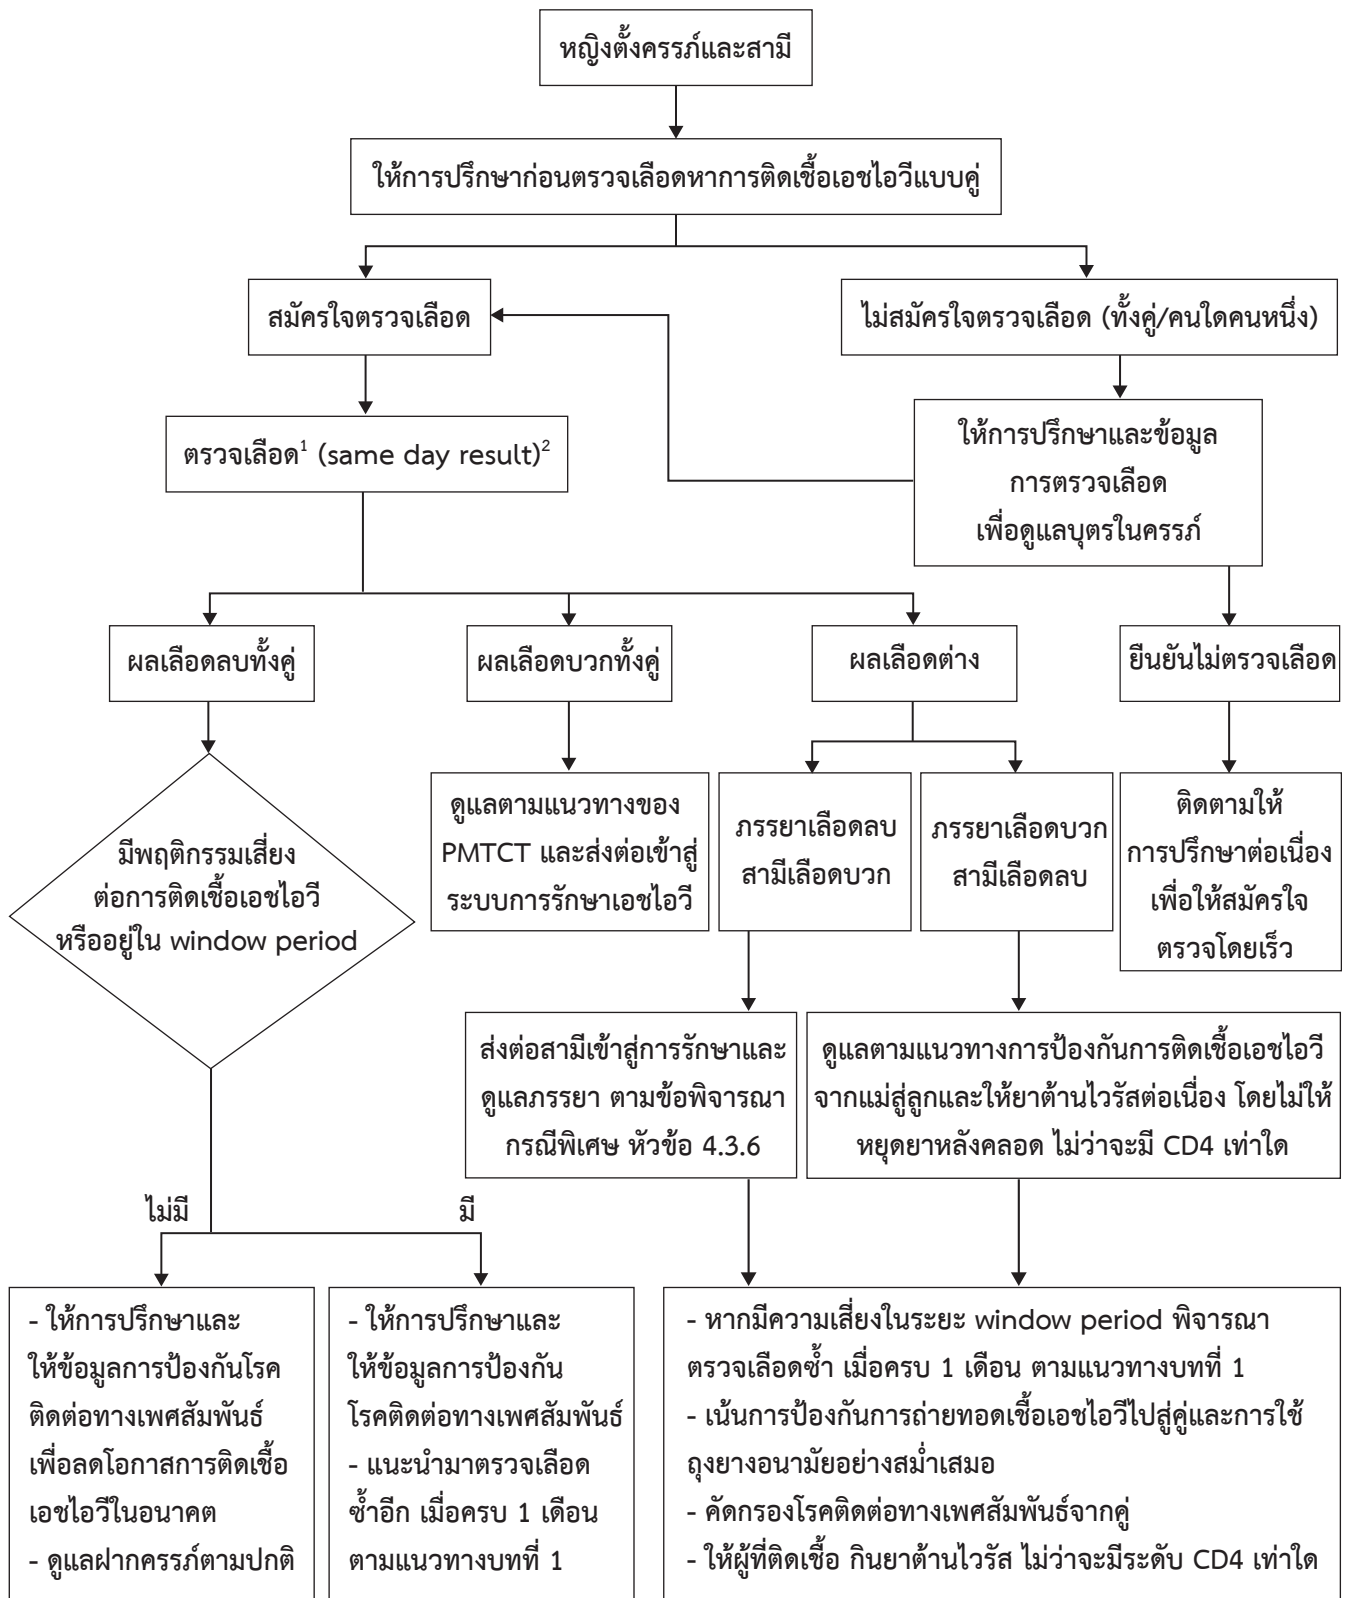 หญิงตั้งครรภ์และสามี
ให้การปรึกษาก่อนตรวจเลือดหาการติดเชื้อเอชไอวีแบบคู่
สมัครใจตรวจเลือด
ไม่สมัครใจตรวจเลือด (ทั้งคู่/คนใดคนหนึ่ง)
ตรวจเลือด¹ (same day result)²
ให้การปรึกษาและข้อมูล
การตรวจเลือด
เพื่อดูแลบุตรในครรภ์
ผลเลือดลบทั้งคู่
ผลเลือดบวกทั้งคู่
ผลเลือดต่าง
ยืนยันไม่ตรวจเลือด
มีพฤติกรรมเสี่ยง
ต่อการติดเชื้อเอชไอวี
หรืออยู่ใน window period
ดูแลตามแนวทางของ
PMTCT และส่งต่อเข้าสู่
ระบบการรักษาเอชไอวี
ภรรยาเลือดลบ
สามีเลือดบวก
ภรรยาเลือดบวก
สามีเลือดลบ
ติดตามให้
การปรึกษาต่อเนื่อง
เพื่อให้สมัครใจ
ตรวจโดยเร็ว
ส่งต่อสามีเข้าสู่การรักษาและ
ดูแลภรรยา ตามข้อพิจารณา
กรณีพิเศษ หัวข้อ 4.3.6
ดูแลตามแนวทางการป้องกันการติดเชื้อเอชไอวี
จากแม่สู่ลูกและให้ยาต้านไวรัสต่อเนื่อง โดยไม่ให้
หยุดยาหลังคลอด ไม่ว่าจะมี CD4 เท่าใด
ไม่มี
มี
- ให้การปรึกษาและ
ให้ข้อมูลการป้องกันโรค
ติดต่อทางเพศสัมพันธ์
เพื่อลดโอกาสการติดเชื้อ
เอชไอวีในอนาคต
- ดูแลฝากครรภ์ตามปกติ
- ให้การปรึกษาและ
ให้ข้อมูลการป้องกัน
โรคติดต่อทางเพศสัมพันธ์
- แนะนำมาตรวจเลือด
ซ้ำอีก เมื่อครบ 1 เดือน
ตามแนวทางบทที่ 1
- หากมีความเสี่ยงในระยะ window period พิจารณา
ตรวจเลือดซ้ำ เมื่อครบ 1 เดือน ตามแนวทางบทที่ 1
- เน้นการป้องกันการถ่ายทอดเชื้อเอชไอวีไปสู่คู่และการใช้
ถุงยางอนามัยอย่างสม่ำเสมอ
- คัดกรองโรคติดต่อทางเพศสัมพันธ์จากคู่
- ให้ผู้ที่ติดเชื้อ กินยาต้านไวรัส ไม่ว่าจะมีระดับ CD4 เท่าใด